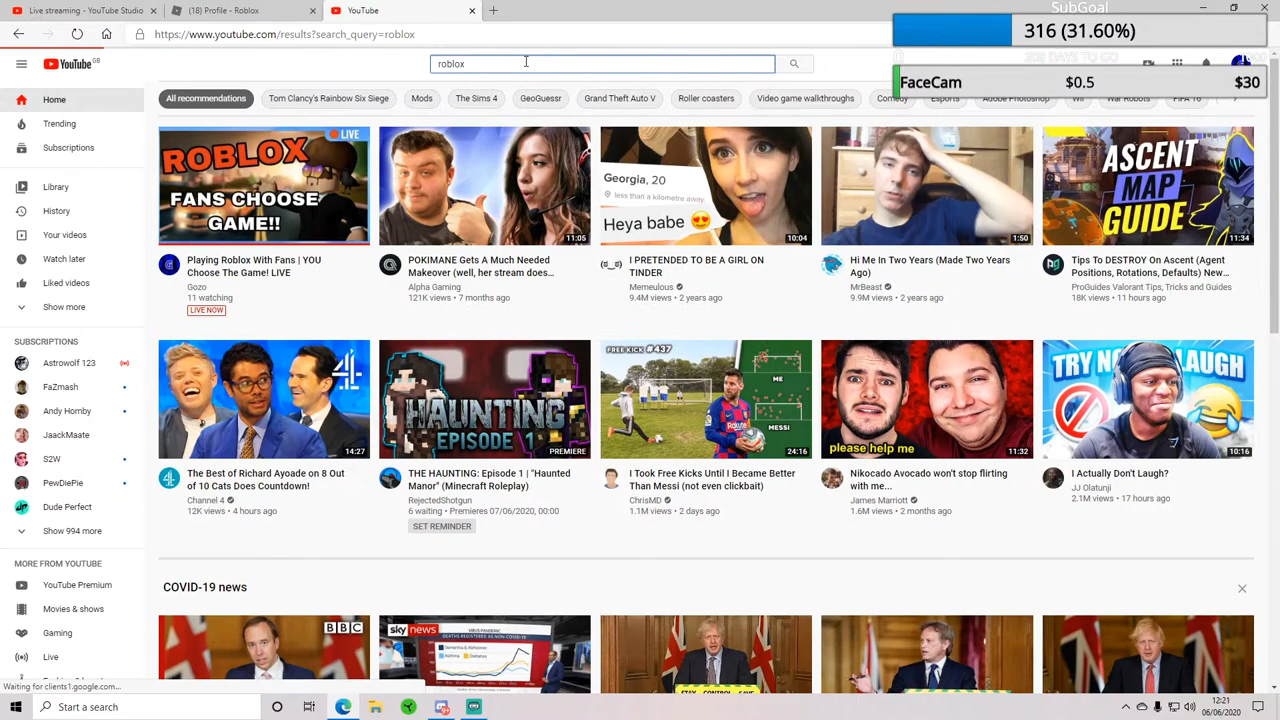 Live streaming - YouTube Studio
(18) Profile - Roblox
YouTube
SubGoal
https://www.youtube.com/results?search_query=roblox
316 (31.60%)
YouTube GB
roblox
208 DAYS TO GO
FaceCam $0.5 $30
All recommendations
Tom Clancy's Rainbow Six Siege
Mods
The Sims 4
GeoGuessr
Grand Theft Auto V
Roller coasters
Video game walkthroughs
Comedy
Esports
Adobe Photoshop
Wii
War Robots
FIFA 16
Home
Trending
Subscriptions
Library
History
Your videos
Watch later
Liked videos
Show more
SUBSCRIPTIONS
Astrowolf 123
FaZmash
Andy Hornby
JaackMaate
S2W
PewDiePie
Dude Perfect
Show 994 more
MORE FROM YOUTUBE
YouTube Premium
Movies & shows
Gaming
Live
LIVE
ROBLOX
FANS CHOOSE
GAME!!
Playing Roblox With Fans | YOU
Choose The Game! LIVE
Gozo
11 watching
LIVE NOW
11:05
POKIMANE Gets A Much Needed
Makeover (well, her stream does...
Alpha Gaming
121K views • 7 months ago
Georgia, 20
less than a kilometre away.
Heya babe
10:04
I PRETENDED TO BE A GIRL ON
TINDER
Memeulous
9.4M views • 2 years ago
1:50
Hi Me In Two Years (Made Two Years
Ago)
MrBeast
9.9M views • 2 years ago
ASCENT
MAP
GUIDE
11:34
Tips To DESTROY On Ascent (Agent
Positions, Rotations, Defaults) New...
ProGuides Valorant Tips, Tricks and Guides
18K views • 11 hours ago
4
14:27
The Best of Richard Ayoade on 8 Out
of 10 Cats Does Countdown!
Channel 4
12K views • 4 hours ago
HAUNTING
EPISODE 1
PREMIERE
THE HAUNTING: Episode 1 | "Haunted
Manor" (Minecraft Roleplay)
RejectedShotgun
6 waiting • Premieres 07/06/2020, 00:00
SET REMINDER
FREE KICK #437
ME
MESSI
24:16
I Took Free Kicks Until I Became Better
Than Messi (not even clickbait)
ChrisMD
1.1M views • 2 days ago
please help me
11:32
Nikocado Avocado won't stop flirting
with me...
James Marriott
1.6M views • 2 months ago
TRY NOT LAUGH
10:16
I Actually Don't Laugh?
JJ Olatunji
2.1M views • 17 hours ago
COVID-19 news
BBC
sky news
Waiting for clients1.google.com...
Start a search
12:21
06/06/2020